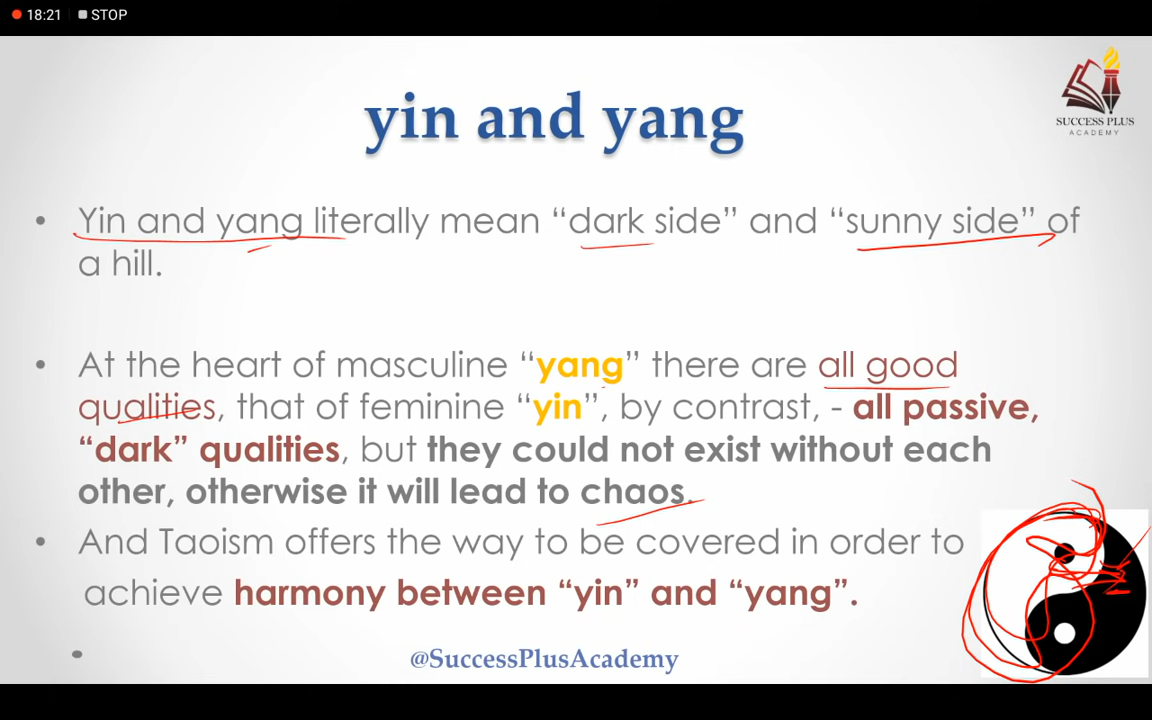 18:21 STOP
SUCCESS PLUS
ACADEMY
yin and yang
• Yin and yang literally mean “dark side” and “sunny side” of
a hill.
• At the heart of masculine “yang” there are all good
qualities, that of feminine “yin”, by contrast, - all passive,
“dark” qualities, but they could not exist without each
other, otherwise it will lead to chaos.
• And Taoism offers the way to be covered in order to
achieve harmony between “yin” and “yang”.
•
@SuccessPlusAcademy